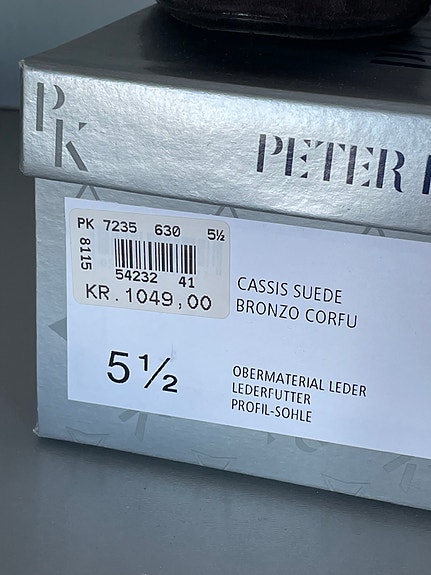 PK
PETER
PK 7235 630 5½
8115
54232 41
KR. 1049,00
CASSIS SUEDE
BRONZO CORFU
5½
OBERMATERIAL LEDER
LEDERFUTTER
PROFIL-SOHLE